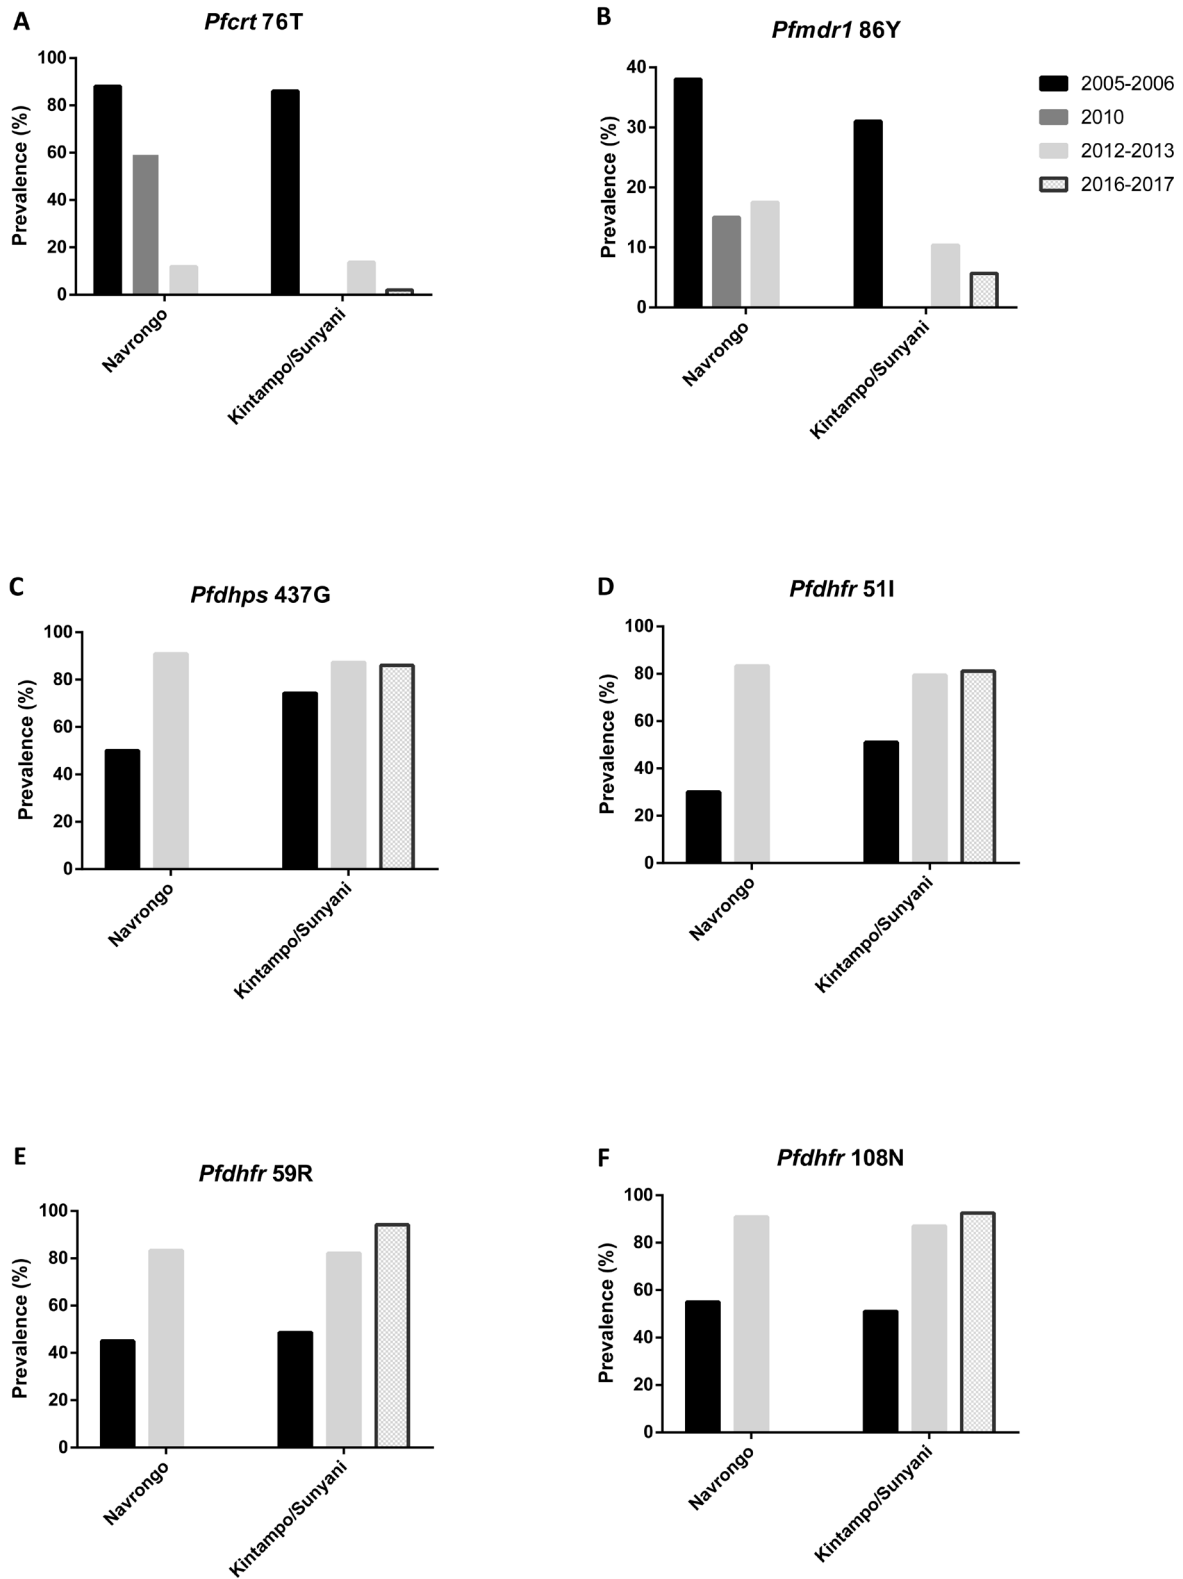 A
Pfcrt 76T
Prevalence (%)
100
80
60
40
20
0
Navrongo
Kintampo/Sunyani
B
Pfmdr1 86Y
Prevalence (%)
40
30
20
10
0
Navrongo
Kintampo/Sunyani
2005-2006
2010
2012-2013
2016-2017
C
Pfdhps 437G
Prevalence (%)
100
80
60
40
20
0
Navrongo
Kintampo/Sunyani
D
Pfdhfr 51I
Prevalence (%)
100
80
60
40
20
0
Navrongo
Kintampo/Sunyani
E
Pfdhfr 59R
Prevalence (%)
100
80
60
40
20
0
Navrongo
Kintampo/Sunyani
F
Pfdhfr 108N
Prevalence (%)
100
80
60
40
20
0
Navrongo
Kintampo/Sunyani